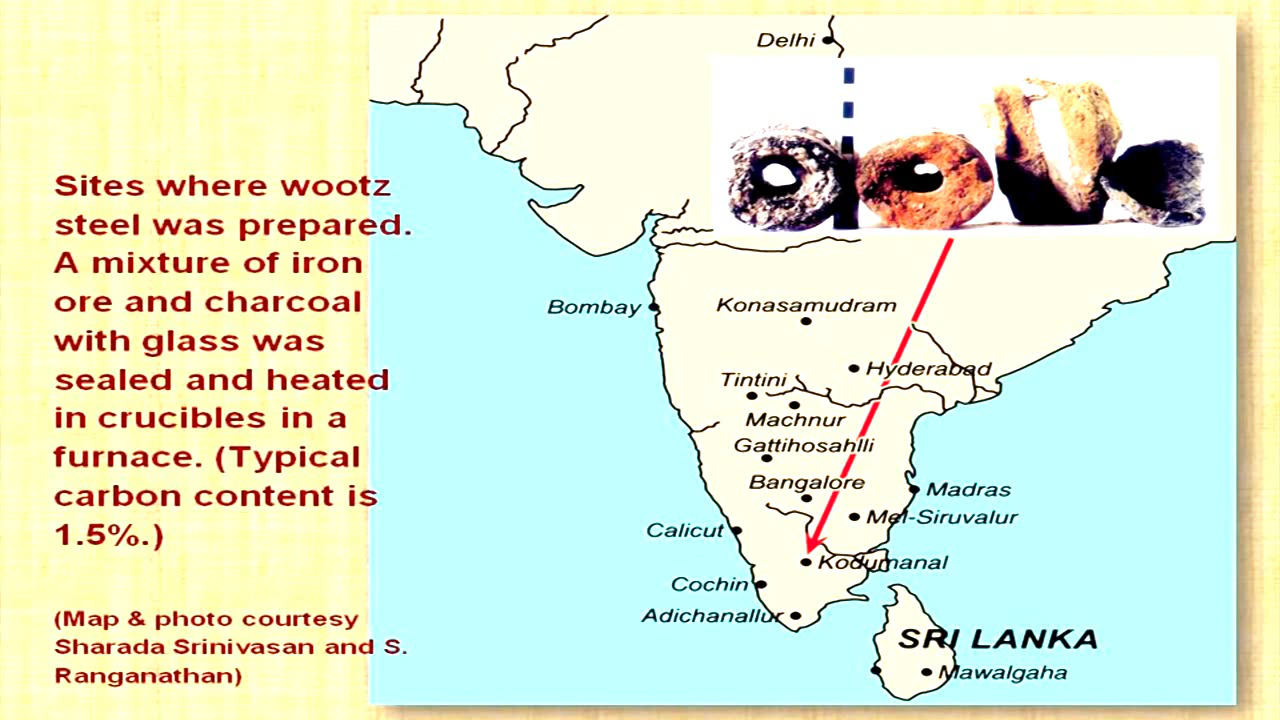 Sites where wootz
steel was prepared.
A mixture of iron
ore and charcoal
with glass was
sealed and heated
in crucibles in a
furnace. (Typical
carbon content is
1.5%.)
(Map & photo courtesy
Sharada Srinivasan and S.
Ranganathan)
Delhi
Bombay
Konasamudram
Hyderabad
Tintini
Machnur
Gattihosahlli
Bangalore
Madras
Mel-Siruvalur
Calicut
Kodumanal
Cochin
Adichanallur
SRI LANKA
Mawalgaha